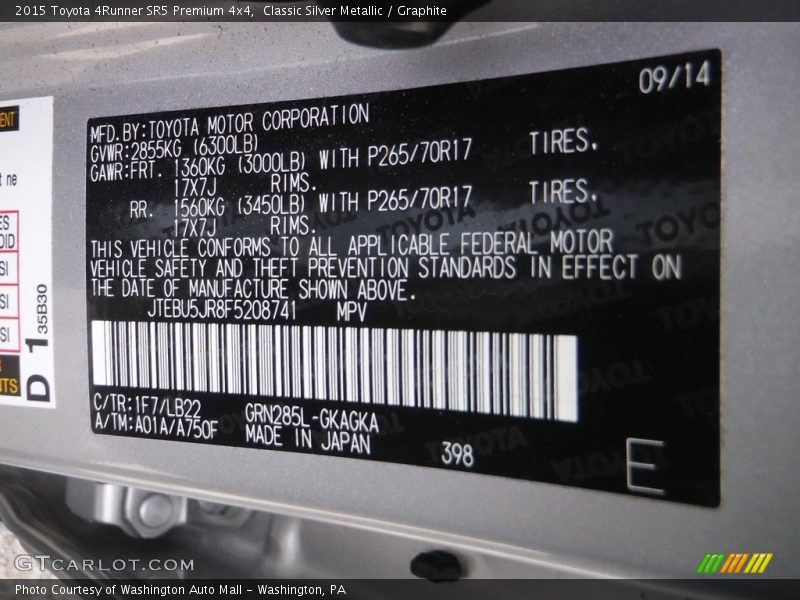 2015 Toyota 4Runner SR5 Premium 4x4,  Classic Silver Metallic / Graphite
09/14
MFD.BY:TOYOTA MOTOR CORPORATION
GVWR:2855KG (6300LB)
GAWR:FRT. 1360KG (3000LB) WITH P265/70R17 TIRES.
17X7J RIMS.
RR. 1560KG (3450LB) WITH P265/70R17 TIRES.
17X7J RIMS.
THIS VEHICLE CONFORMS TO ALL APPLICABLE FEDERAL MOTOR
VEHICLE SAFETY AND THEFT PREVENTION STANDARDS IN EFFECT ON
THE DATE OF MANUFACTURE SHOWN ABOVE.
JTEBU5JR8F5208741 MPV
C/TR:1F7/LB22 GRN285L-GKAGKA
A/TM:A01A/A750F MADE IN JAPAN
398
E
D 1 35B30
GTCARLOT.COM
Photo Courtesy of Washington Auto Mall - Washington, PA